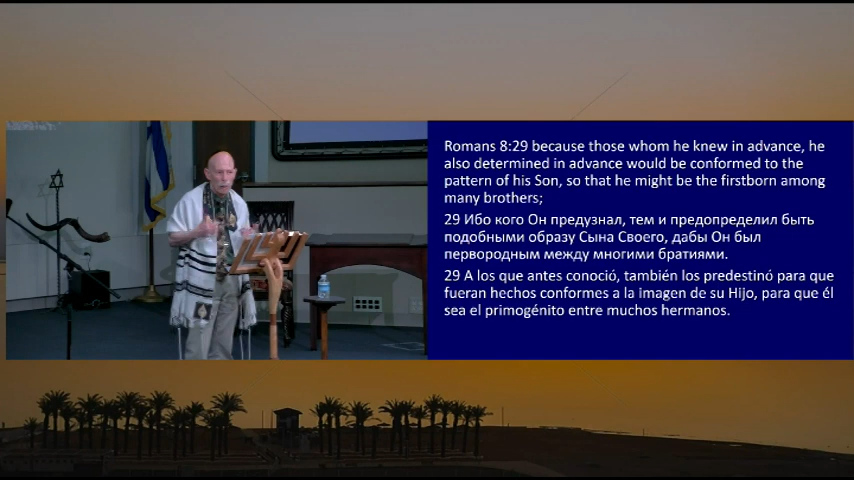 Romans 8:29 because those whom he knew in advance, he
also determined in advance would be conformed to the
pattern of his Son, so that he might be the firstborn among
many brothers;
29 Ибо кого Он предузнал, тем и предопределил быть
подобными образу Сына Своего, дабы Он был
первородным между многими братиями.
29 A los que antes conoció, también los predestinó para que
fueran hechos conformes a la imagen de su Hijo, para que él
sea el primogénito entre muchos hermanos.